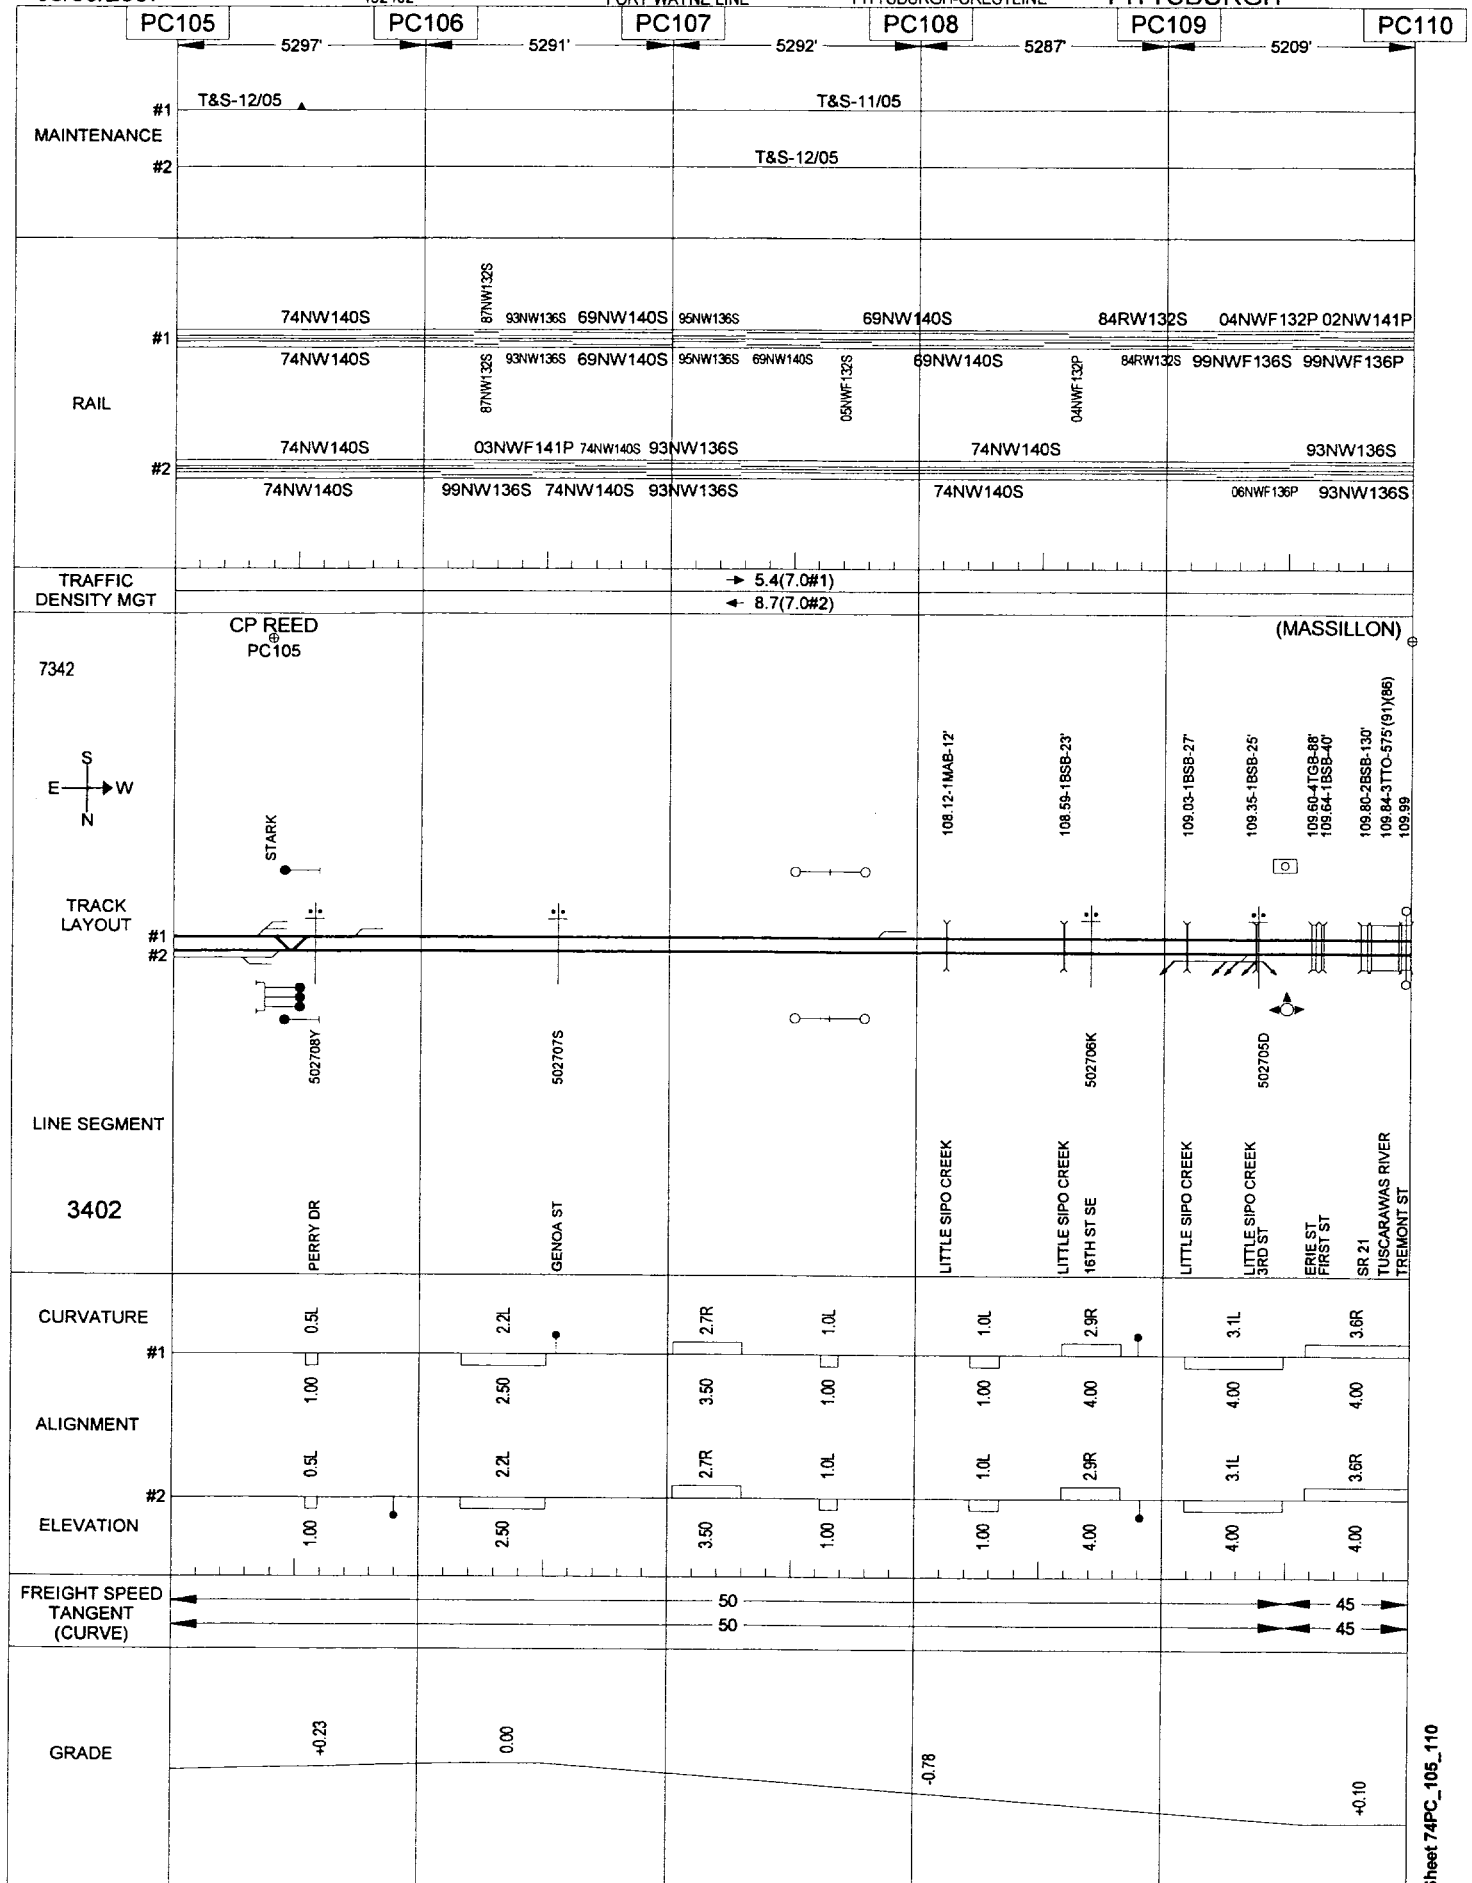 FORT WAYNE LINE PITTSBURGH-CRESTLINE PITTSBURGH
PC105 PC106 PC107 PC108 PC109 PC110
5297' 5291' 5292' 5287' 5209'
T&S-12/05 T&S-11/05
#1
MAINTENANCE
T&S-12/05
#2
87NW132S
74NW140S 93NW136S 69NW140S 95NW136S 69NW140S 84RW132S 04NWF132P 02NW141P
#1
74NW140S 93NW136S 69NW140S 95NW136S 69NW140S 69NW140S 84RW132S 99NWF136S 99NWF136P
87NW132S 05NWF132S 04NWF132P
RAIL
74NW140S 03NWF141P 74NW140S 93NW136S 74NW140S 93NW136S
#2
74NW140S 99NW136S 74NW140S 93NW136S 74NW140S 06NWF136P 93NW136S
TRAFFIC
DENSITY MGT
5.4(7.0#1)
8.7(7.0#2)
CP REED
PC105
(MASSILLON)
7342
S
E W
N
STARK
108.12-1MAB-12'
108.59-1BSB-23'
109.03-1BSB-27'
109.35-1BSB-25'
109.60-4TGB-88'
109.64-1BSB-40'
109.80-2BSB-130'
109.84-3TTO-575'(91)(86)
109.99
TRACK
LAYOUT
#1
#2
502708Y
502707S
502706K
502705D
LINE SEGMENT
3402
PERRY DR
GENOA ST
LITTLE SIPO CREEK
LITTLE SIPO CREEK
16TH ST SE
LITTLE SIPO CREEK
LITTLE SIPO CREEK
3RD ST
ERIE ST
FIRST ST
SR 21
TUSCARAWAS RIVER
TREMONT ST
CURVATURE
0.5L 2.2L 2.7R 1.0L 1.0L 2.9R 3.1L 3.6R
#1
1.00 2.50 3.50 1.00 1.00 4.00 4.00 4.00
ALIGNMENT
0.5L 2.2L 2.7R 1.0L 1.0L 2.9R 3.1L 3.6R
#2
ELEVATION
1.00 2.50 3.50 1.00 1.00 4.00 4.00 4.00
FREIGHT SPEED
TANGENT
(CURVE)
50 45
50 45
GRADE
+0.23 0.00 -0.78 +0.10
Sheet 74PC_105_110